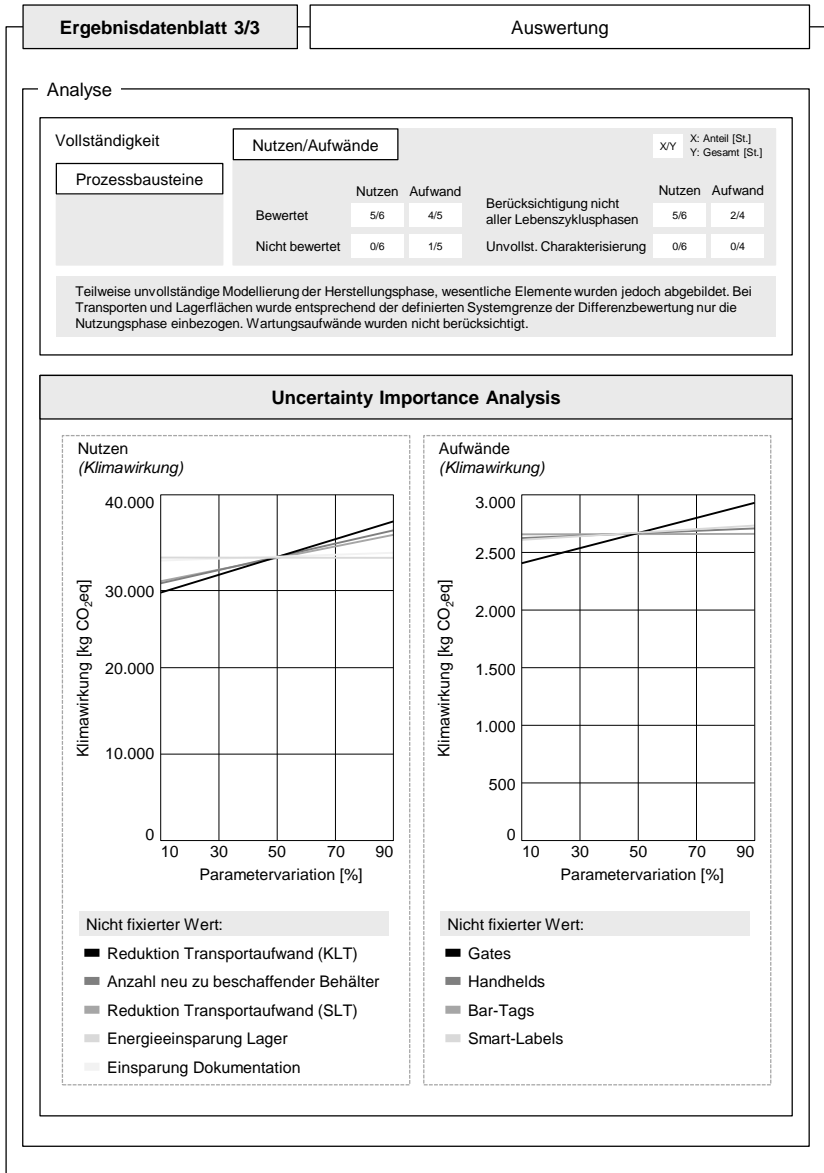 Ergebnisdatenblatt 3/3
Auswertung
Analyse
Vollständigkeit
Prozessbausteine
Nutzen/Aufwände
X/Y
X: Anteil [St.]
Y: Gesamt [St.]
Nutzen Aufwand
Bewertet 5/6 4/5
Nicht bewertet 0/6 1/5
Nutzen Aufwand
Berücksichtigung nicht
aller Lebenszyklusphasen 5/6 2/4
Unvollst. Charakterisierung 0/6 0/4
Teilweise unvollständige Modellierung der Herstellungsphase, wesentliche Elemente wurden jedoch abgebildet. Bei
Transporten und Lagerflächen wurde entsprechend der definierten Systemgrenze der Differenzbewertung nur die
Nutzungsphase einbezogen. Wartungsaufwände wurden nicht berücksichtigt.
Uncertainty Importance Analysis
Nutzen
(Klimawirkung)
Klimawirkung [kg CO₂eq]
40.000
30.000
20.000
10.000
0
10 30 50 70 90
Parametervariation [%]
Nicht fixierter Wert:
Reduktion Transportaufwand (KLT)
Anzahl neu zu beschaffender Behälter
Reduktion Transportaufwand (SLT)
Energieeinsparung Lager
Einsparung Dokumentation
Aufwände
(Klimawirkung)
Klimawirkung [kg CO₂eq]
3.000
2.500
2.000
1.500
1.000
500
0
10 30 50 70 90
Parametervariation [%]
Nicht fixierter Wert:
Gates
Handhelds
Bar-Tags
Smart-Labels